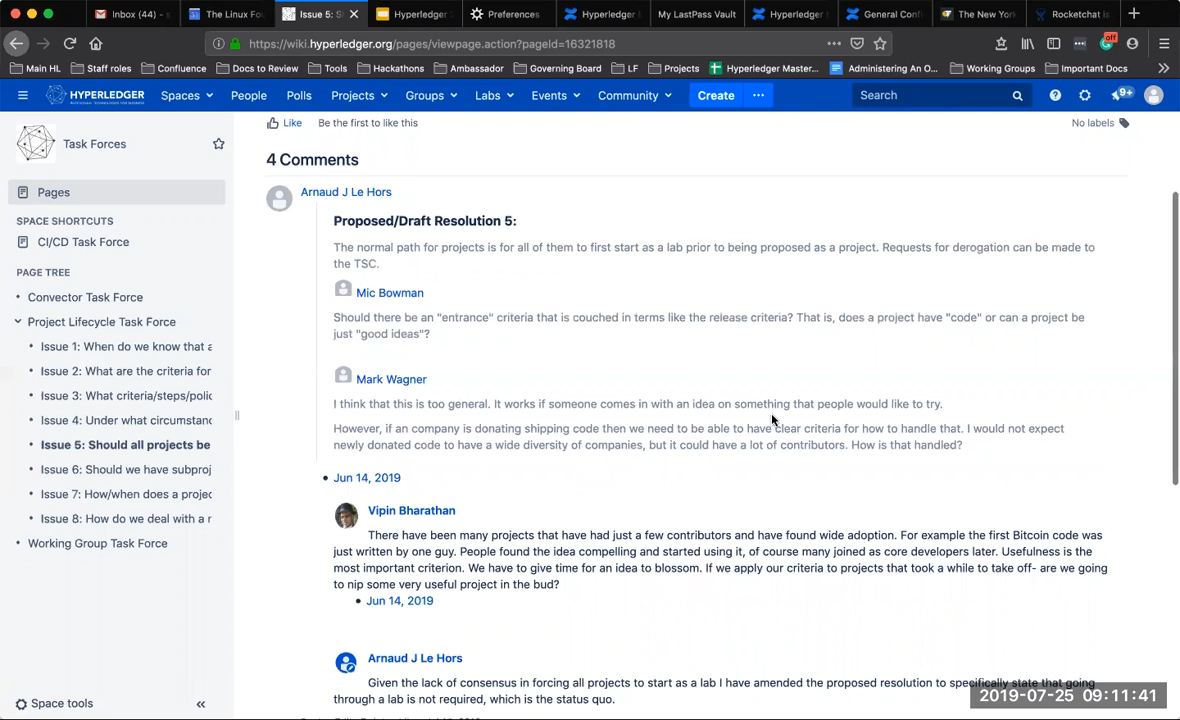 Inbox (44) - s
The Linux Fou
Issue 5: S
Hyperledger
Preferences
Hyperledger
My LastPass Vault
Hyperledger
General Conf
The New York
Rocketchat is
https://wiki.hyperledger.org/pages/viewpage.action?pageId=16321818
off
Main HL
Staff roles
Confluence
Docs to Review
Tools
Hackathons
Ambassador
Governing Board
LF
Projects
Hyperledger Master...
Administering An O...
Working Groups
Important Docs
HYPERLEDGER
Spaces
People
Polls
Projects
Groups
Labs
Events
Community
Create
Search
9+
Task Forces
Pages
SPACE SHORTCUTS
CI/CD Task Force
PAGE TREE
Convector Task Force
Project Lifecycle Task Force
Issue 1: When do we know that a
Issue 2: What are the criteria for
Issue 3: What criteria/steps/polic
Issue 4: Under what circumstanc
Issue 5: Should all projects be
Issue 6: Should we have subproj
Issue 7: How/when does a projec
Issue 8: How do we deal with a r
Working Group Task Force
Space tools
Like
Be the first to like this
No labels
4 Comments
Arnaud J Le Hors
Proposed/Draft Resolution 5:
The normal path for projects is for all of them to first start as a lab prior to being proposed as a project. Requests for derogation can be made to
the TSC.
Mic Bowman
Should there be an "entrance" criteria that is couched in terms like the release criteria? That is, does a project have "code" or can a project be
just "good ideas"?
Mark Wagner
I think that this is too general. It works if someone comes in with an idea on something that people would like to try.
However, if an company is donating shipping code then we need to be able to have clear criteria for how to handle that. I would not expect
newly donated code to have a wide diversity of companies, but it could have a lot of contributors. How is that handled?
Jun 14, 2019
Vipin Bharathan
There have been many projects that have had just a few contributors and have found wide adoption. For example the first Bitcoin code was
just written by one guy. People found the idea compelling and started using it, of course many joined as core developers later. Usefulness is the
most important criterion. We have to give time for an idea to blossom. If we apply our criteria to projects that took a while to take off- are we going
to nip some very useful project in the bud?
Jun 14, 2019
Arnaud J Le Hors
Given the lack of consensus in forcing all projects to start as a lab I have amended the proposed resolution to specifically state that going
through a lab is not required, which is the status quo.
2019-07-25 09:11:41